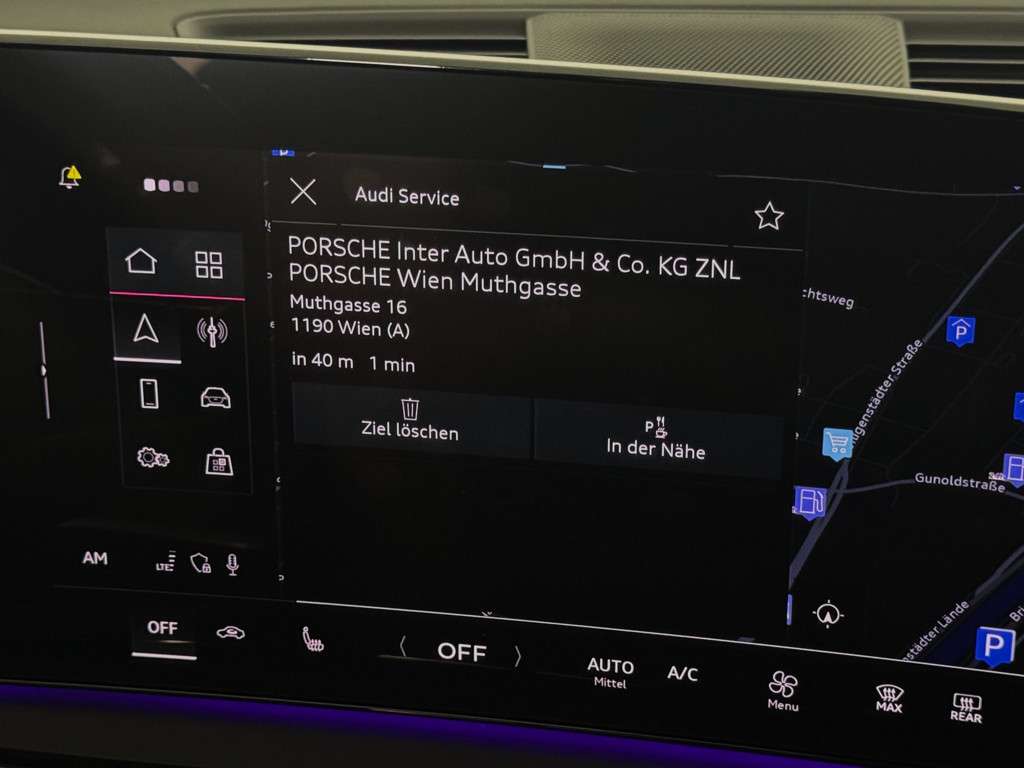 Audi Service
PORSCHE Inter Auto GmbH & Co. KG ZNL
PORSCHE Wien Muthgasse
Muthgasse 16
1190 Wien (A)
in 40 m 1 min
Ziel löschen
P
In der Nähe
P
Gunoldstraße
P
AM
LTE
OFF
OFF
AUTO
Mittel
A/C
Menu
MAX
REAR